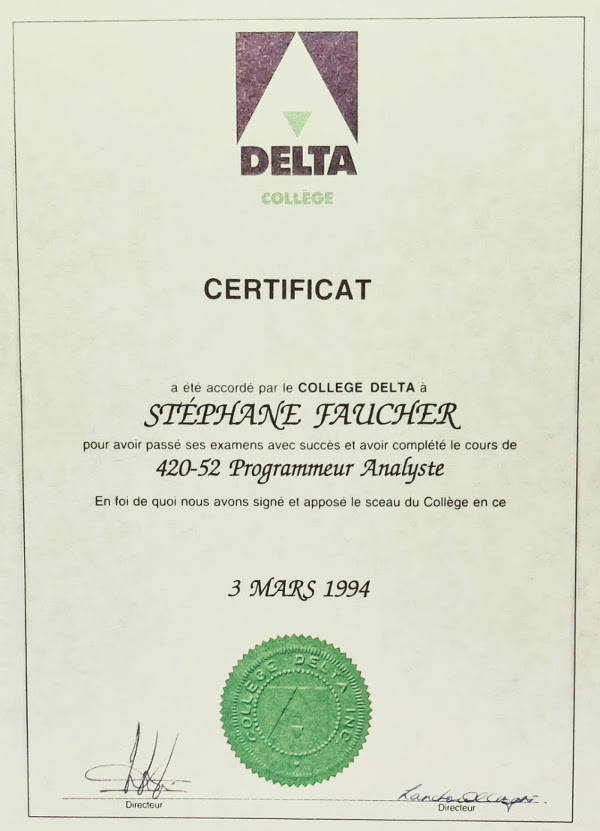 DELTA
COLLÈGE
CERTIFICAT
a été accordé par le COLLEGE DELTA à
STÉPHANE FAUCHER
pour avoir passé ses examens avec succès et avoir complété le cours de
420-52 Programmeur Analyste
En foi de quoi nous avons signé et apposé le sceau du Collège en ce
3 MARS 1994
COLLEGE DELTA INC
Directeur
Directeur